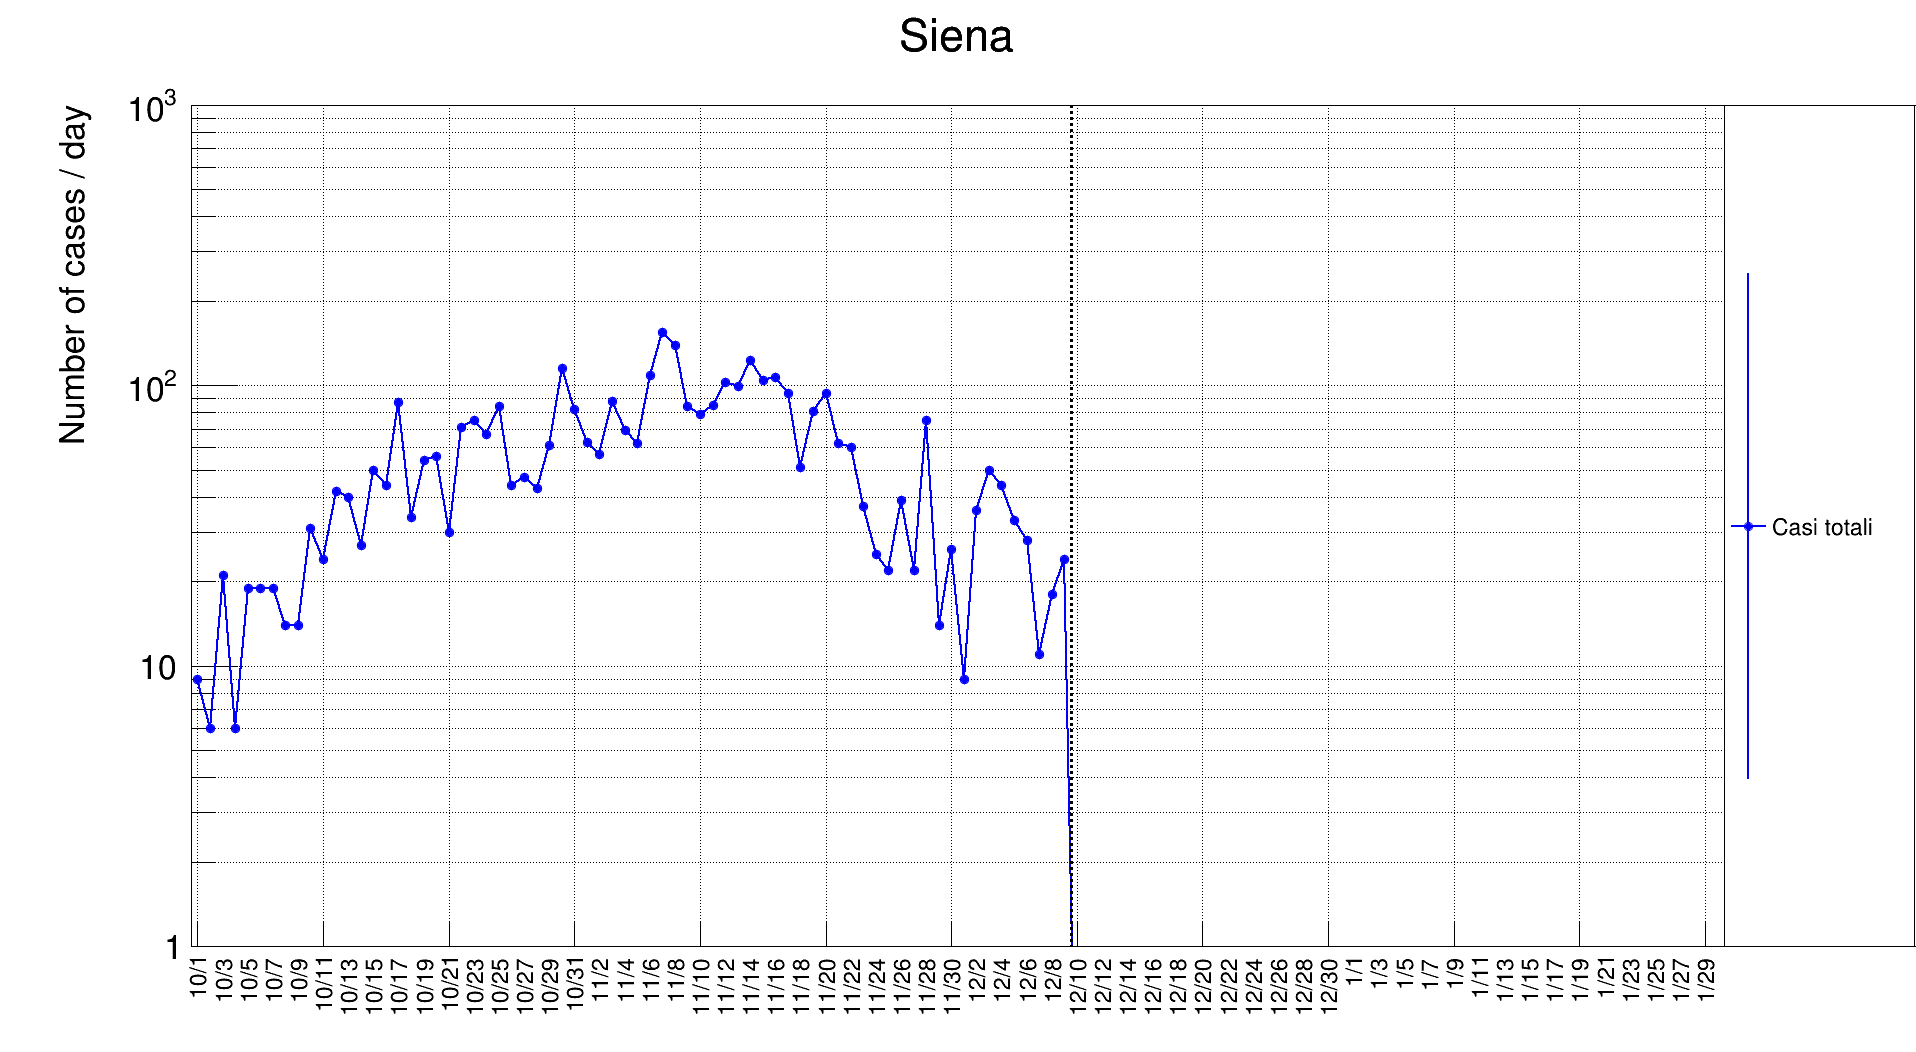 Siena
Number of cases / day
10³
10²
10
1
10/1 10/3 10/5 10/7 10/9 10/11 10/13 10/15 10/17 10/19 10/21 10/23 10/25 10/27 10/29 10/31 11/2 11/4 11/6 11/8 11/10 11/12 11/14 11/16 11/18 11/20 11/22 11/24 11/26 11/28 11/30 12/2 12/4 12/6 12/8 12/10 12/12 12/14 12/16 12/18 12/20 12/22 12/24 12/26 12/28 12/30 1/1 1/3 1/5 1/7 1/9 1/11 1/13 1/15 1/17 1/19 1/21 1/23 1/25 1/27 1/29
Casi totali